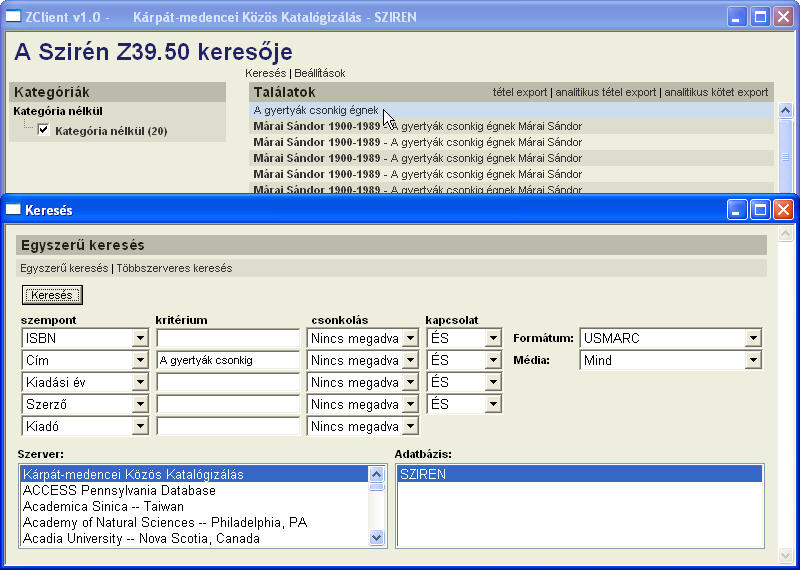 ZClient v1.0 - Kárpát-medencei Közös Katalógizálás - SZIREN
A Szirén Z39.50 keresője
Keresés | Beállítások
Kategóriák
Kategória nélkül
Kategória nélkül (20)
Találatok tétel export | analitikus tétel export | analitikus kötet export
A gyertyák csonkig égnek
Márai Sándor 1900-1989 - A gyertyák csonkig égnek Márai Sándor
Márai Sándor 1900-1989 - A gyertyák csonkig égnek Márai Sándor
Márai Sándor 1900-1989 - A gyertyák csonkig égnek Márai Sándor
Márai Sándor 1900-1989 - A gyertyák csonkig égnek Márai Sándor
Márai Sándor 1900-1989 - A gyertyák csonkig égnek Márai Sándor
Keresés
Egyszerű keresés
Egyszerű keresés | Többszerveres keresés
Keresés
szempont kritérium csonkolás kapcsolat
ISBN Nincs megadva ÉS Formátum: USMARC
Cím A gyertyák csonkig Nincs megadva ÉS Média: Mind
Kiadási év Nincs megadva ÉS
Szerző Nincs megadva ÉS
Kiadó Nincs megadva
Szerver: Adatbázis:
Kárpát-medencei Közös Katalógizálás SZIREN
ACCESS Pennsylvania Database
Academica Sinica -- Taiwan
Academy of Natural Sciences -- Philadelphia, PA
Acadia University -- Nova Scotia, Canada